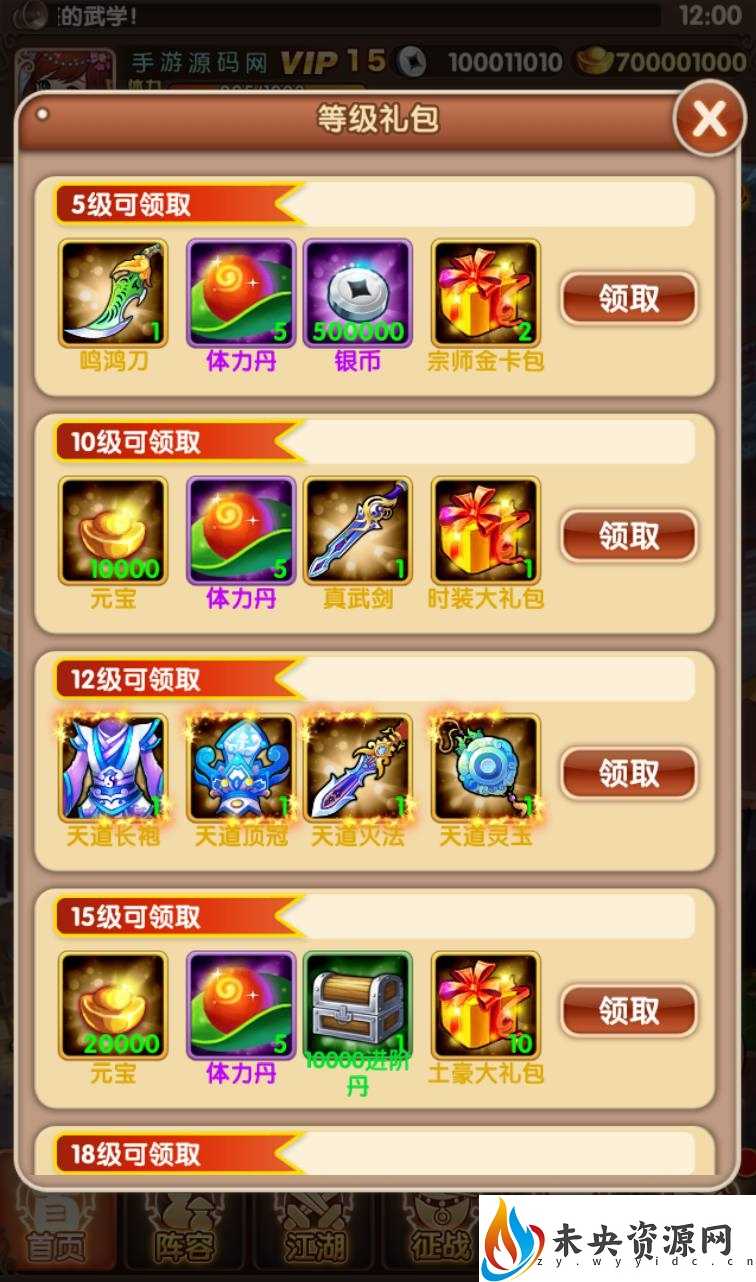 的武学！
12:00
手游源码网 VIP 15 100011010 700001000
体力
等级礼包
X
5级可领取
1 5 500000 2
鸣鸿刀 体力丹 银币 宗师金卡包
领取
10级可领取
10000 5 1 1
元宝 体力丹 真武剑 时装大礼包
领取
12级可领取
1 1 1 1
天道长袍 天道顶冠 天道灭法 天道灵玉
领取
15级可领取
20000 5 1 10
元宝 体力丹 10000进阶丹 土豪大礼包
领取
18级可领取
首页 阵容 江湖 征战
未央资源网
zy.wyyidc.cn